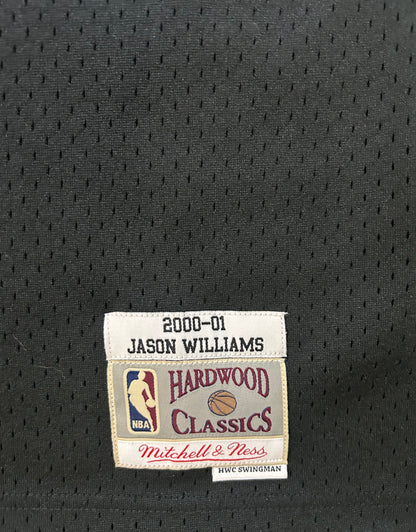 2000-01
JASON WILLIAMS
NBA
HARDWOOD
CLASSICS
Mitchell & Ness
HWC SWINGMAN